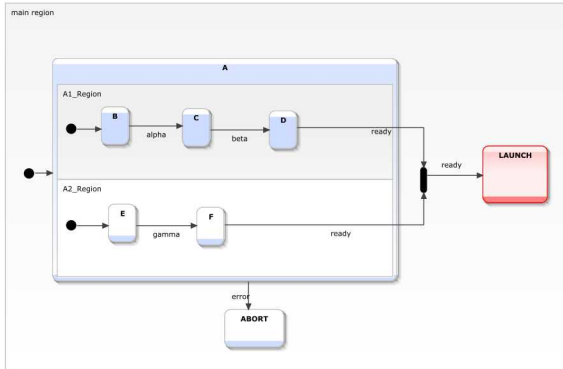 main region
A
A1_Region
B
C
D
alpha
beta
ready
ready
LAUNCH
A2_Region
E
F
gamma
ready
error
ABORT